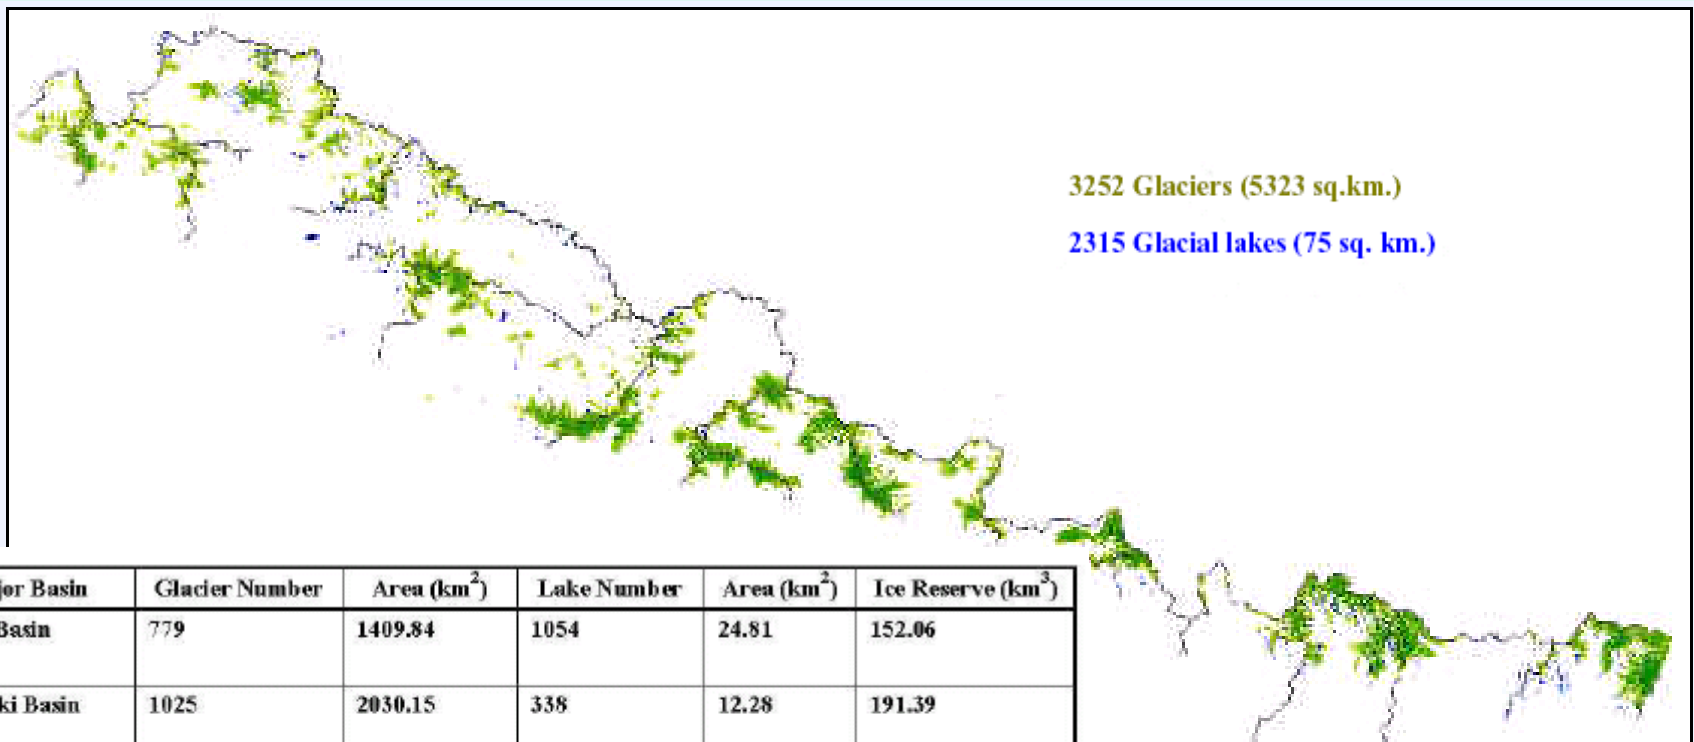 3252 Glaciers (5323 sq.km.)
2315 Glacial lakes (75 sq. km.)
jor Basin Glacier Number Area (km²) Lake Number Area (km²) Ice Reserve (km³)
Basin 779 1409.84 1054 24.81 152.06
ki Basin 1025 2030.15 338 12.28 191.39